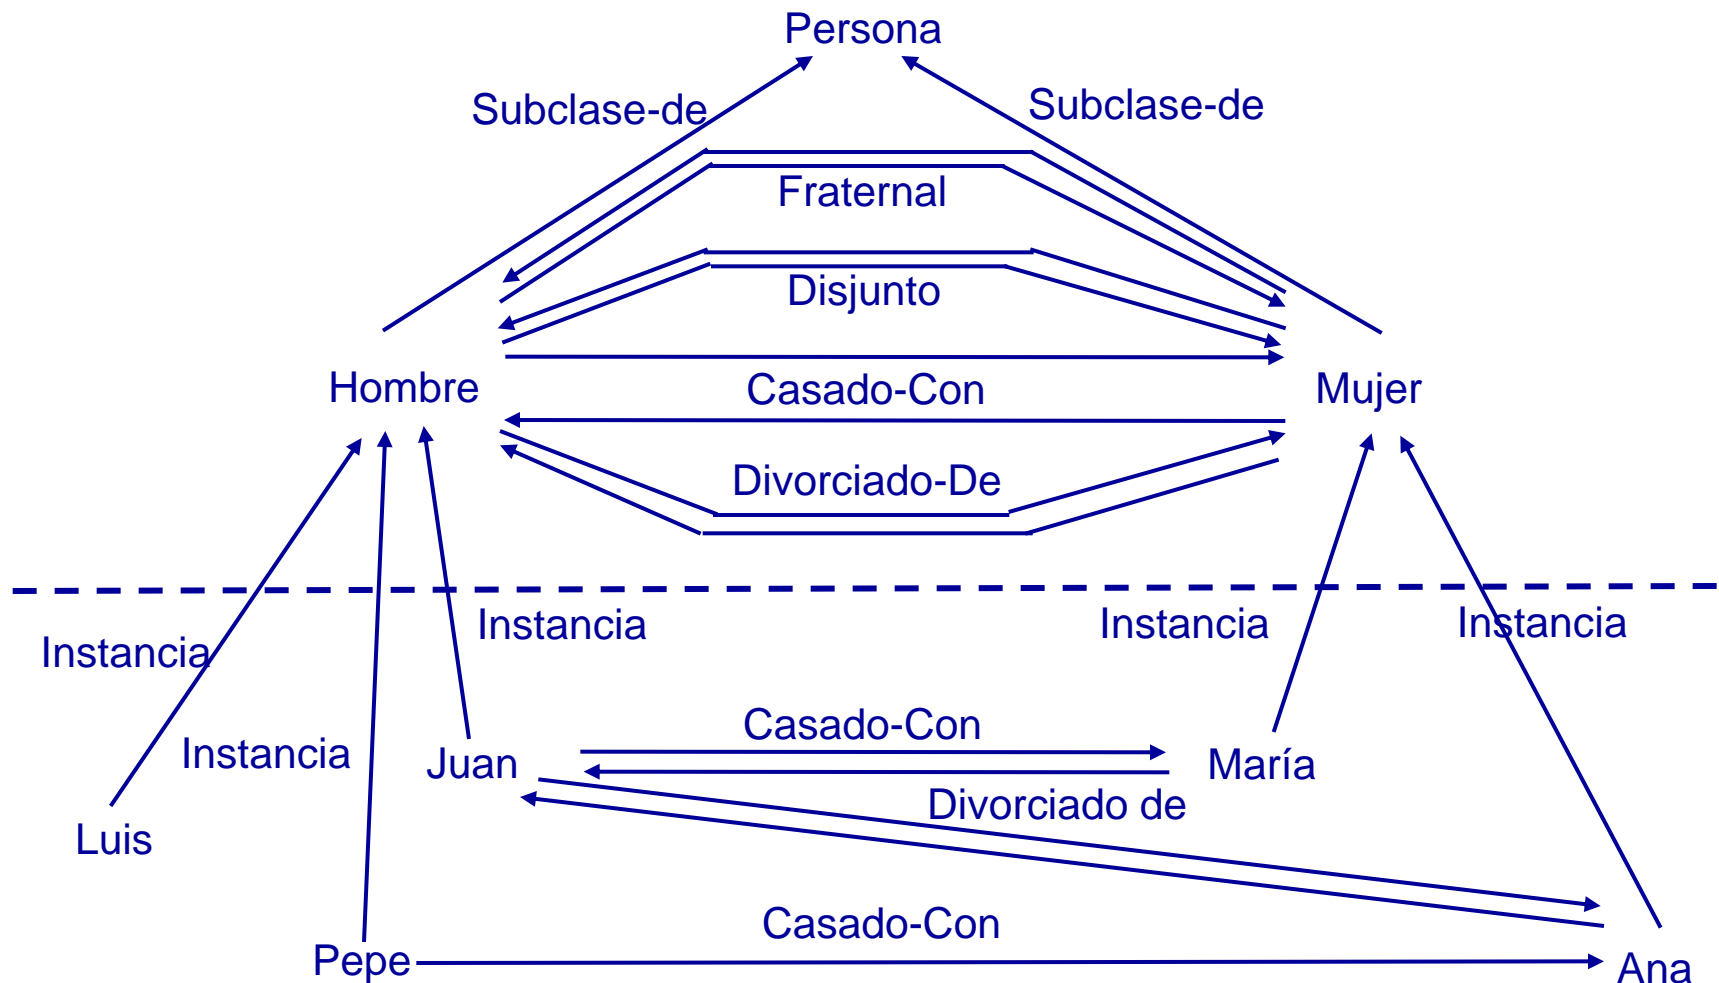 Persona
Subclase-de
Subclase-de
Fraternal
Disjunto
Hombre
Casado-Con
Mujer
Divorciado-De
Instancia
Instancia
Instancia
Instancia
Instancia
Casado-Con
Juan
María
Divorciado de
Luis
Casado-Con
Pepe
Ana